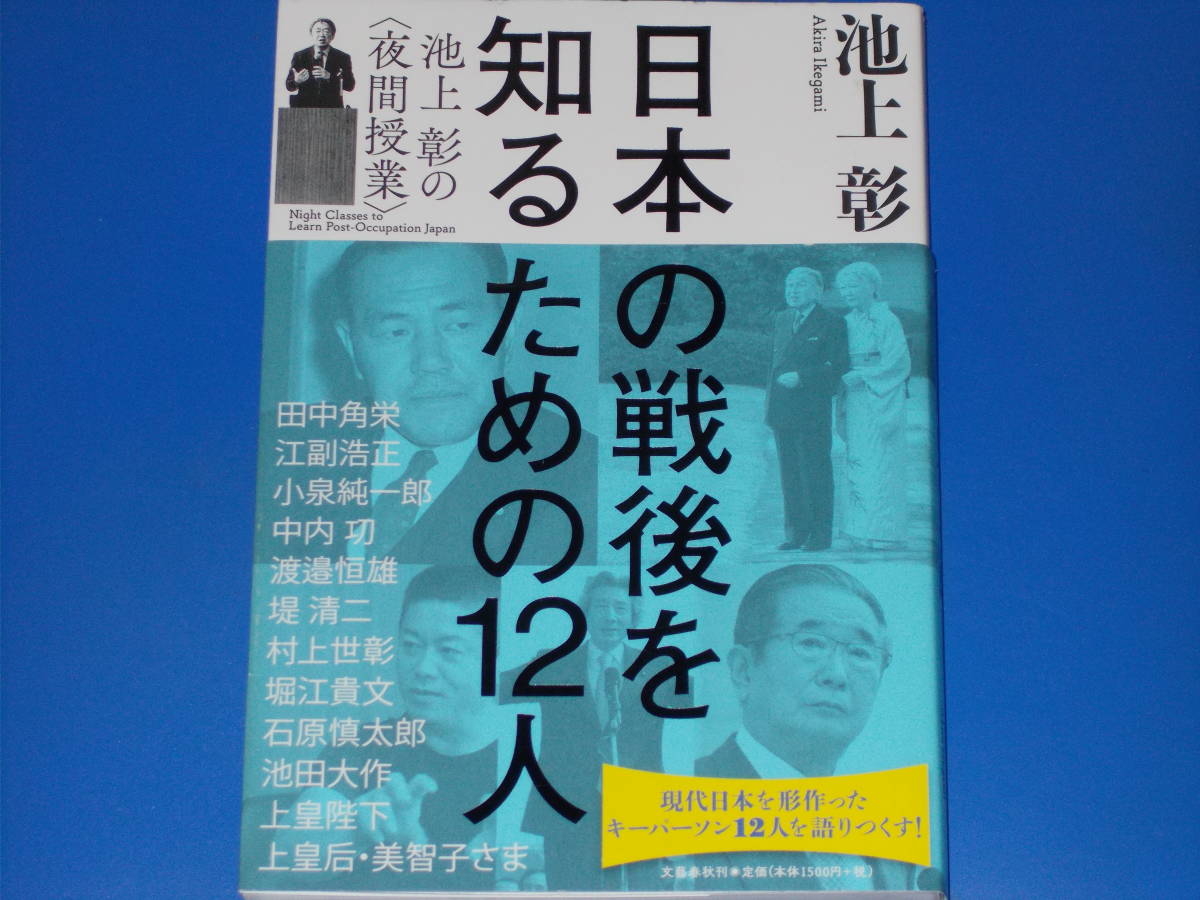 池上 彰
Akira Ikegami
日本の戦後を
知るための12人
池上 彰の
〈夜間授業〉
Night Classes to
Learn Post-Occupation Japan
田中角栄
江副浩正
小泉純一郎
中内 㓛
渡邉恒雄
堤 清二
村上世彰
堀江貴文
石原慎太郎
池田大作
上皇陛下
上皇后・美智子さま
現代日本を形作った
キーパーソン12人を語りつくす!
文藝春秋刊●定価(本体1500円+税)